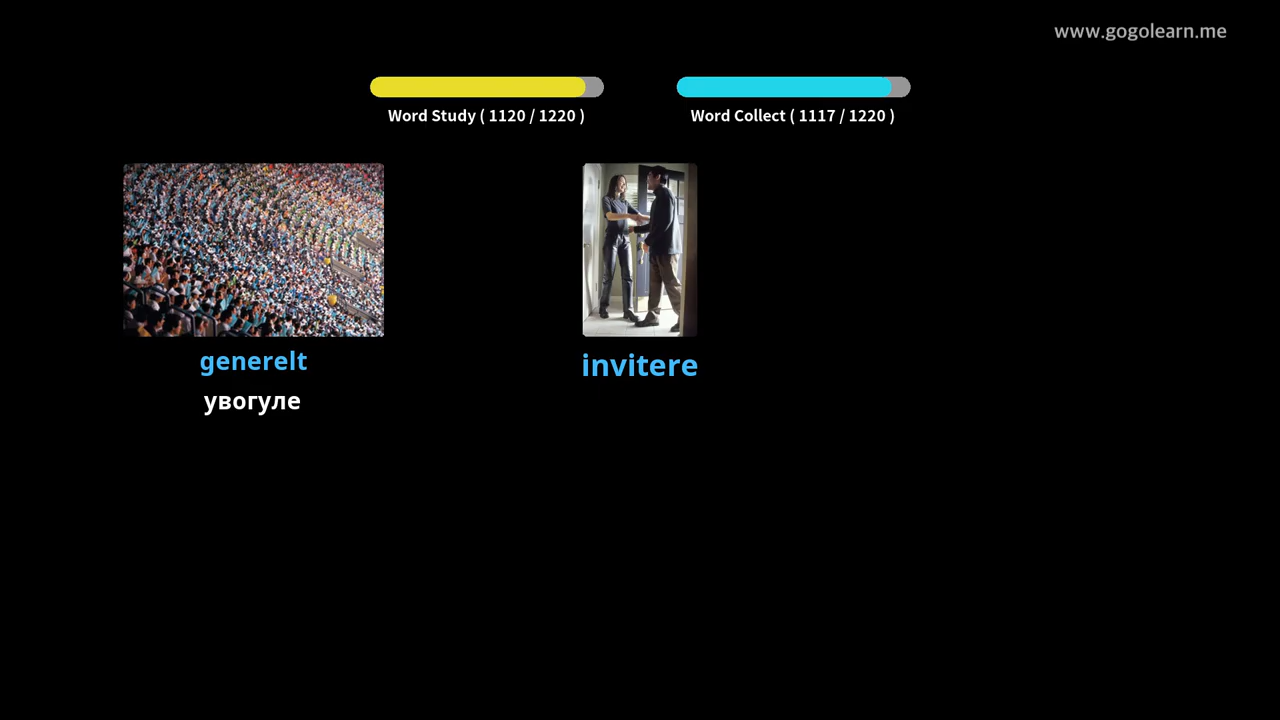 www.gogolearn.me
Word Study ( 1120 / 1220 )
Word Collect ( 1117 / 1220 )
generelt
увогуле
invitere